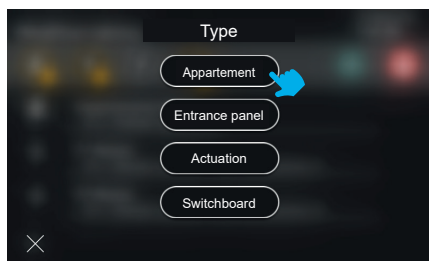 Type
Appartement
Entrance panel
Actuation
Switchboard